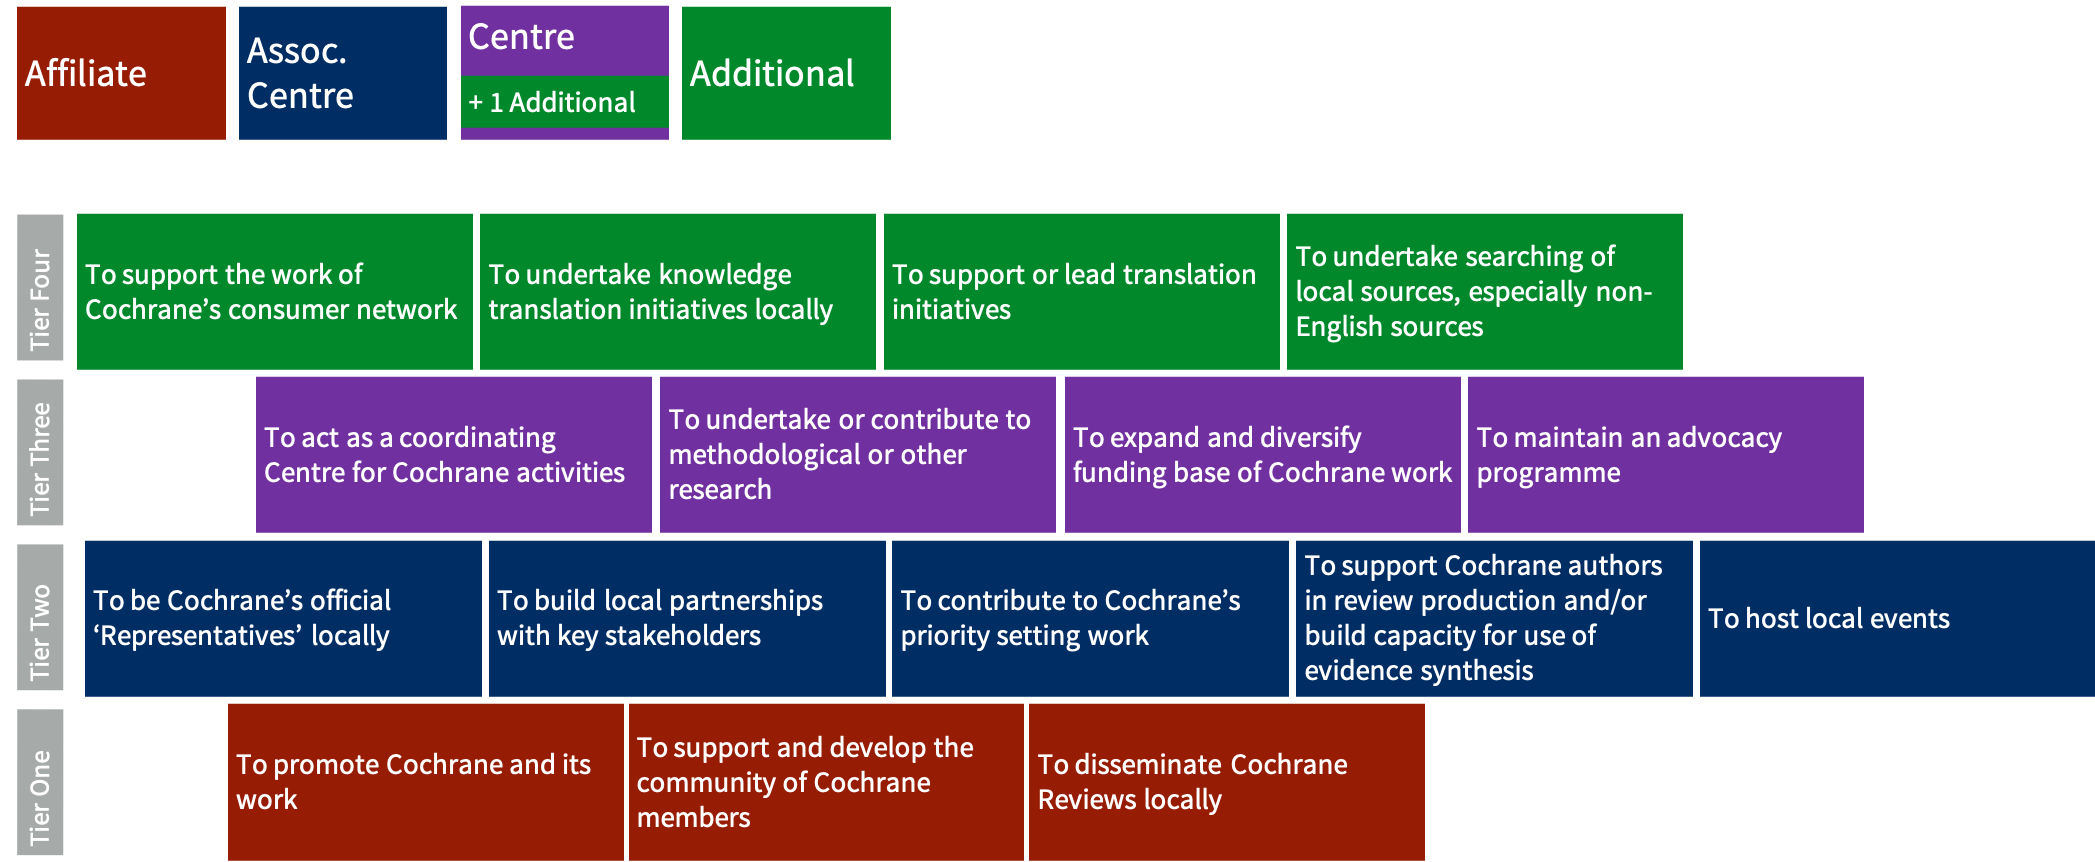 Affiliate
Assoc.
Centre
Centre
+ 1 Additional
Additional
Tier Four
To support the work of
Cochrane’s consumer network
To undertake knowledge
translation initiatives locally
To support or lead translation
initiatives
To undertake searching of
local sources, especially non-
English sources
Tier Three
To act as a coordinating
Centre for Cochrane activities
To undertake or contribute to
methodological or other
research
To expand and diversify
funding base of Cochrane work
To maintain an advocacy
programme
Tier Two
To be Cochrane’s official
‘Representatives’ locally
To build local partnerships
with key stakeholders
To contribute to Cochrane’s
priority setting work
To support Cochrane authors
in review production and/or
build capacity for use of
evidence synthesis
To host local events
Tier One
To promote Cochrane and its
work
To support and develop the
community of Cochrane
members
To disseminate Cochrane
Reviews locally